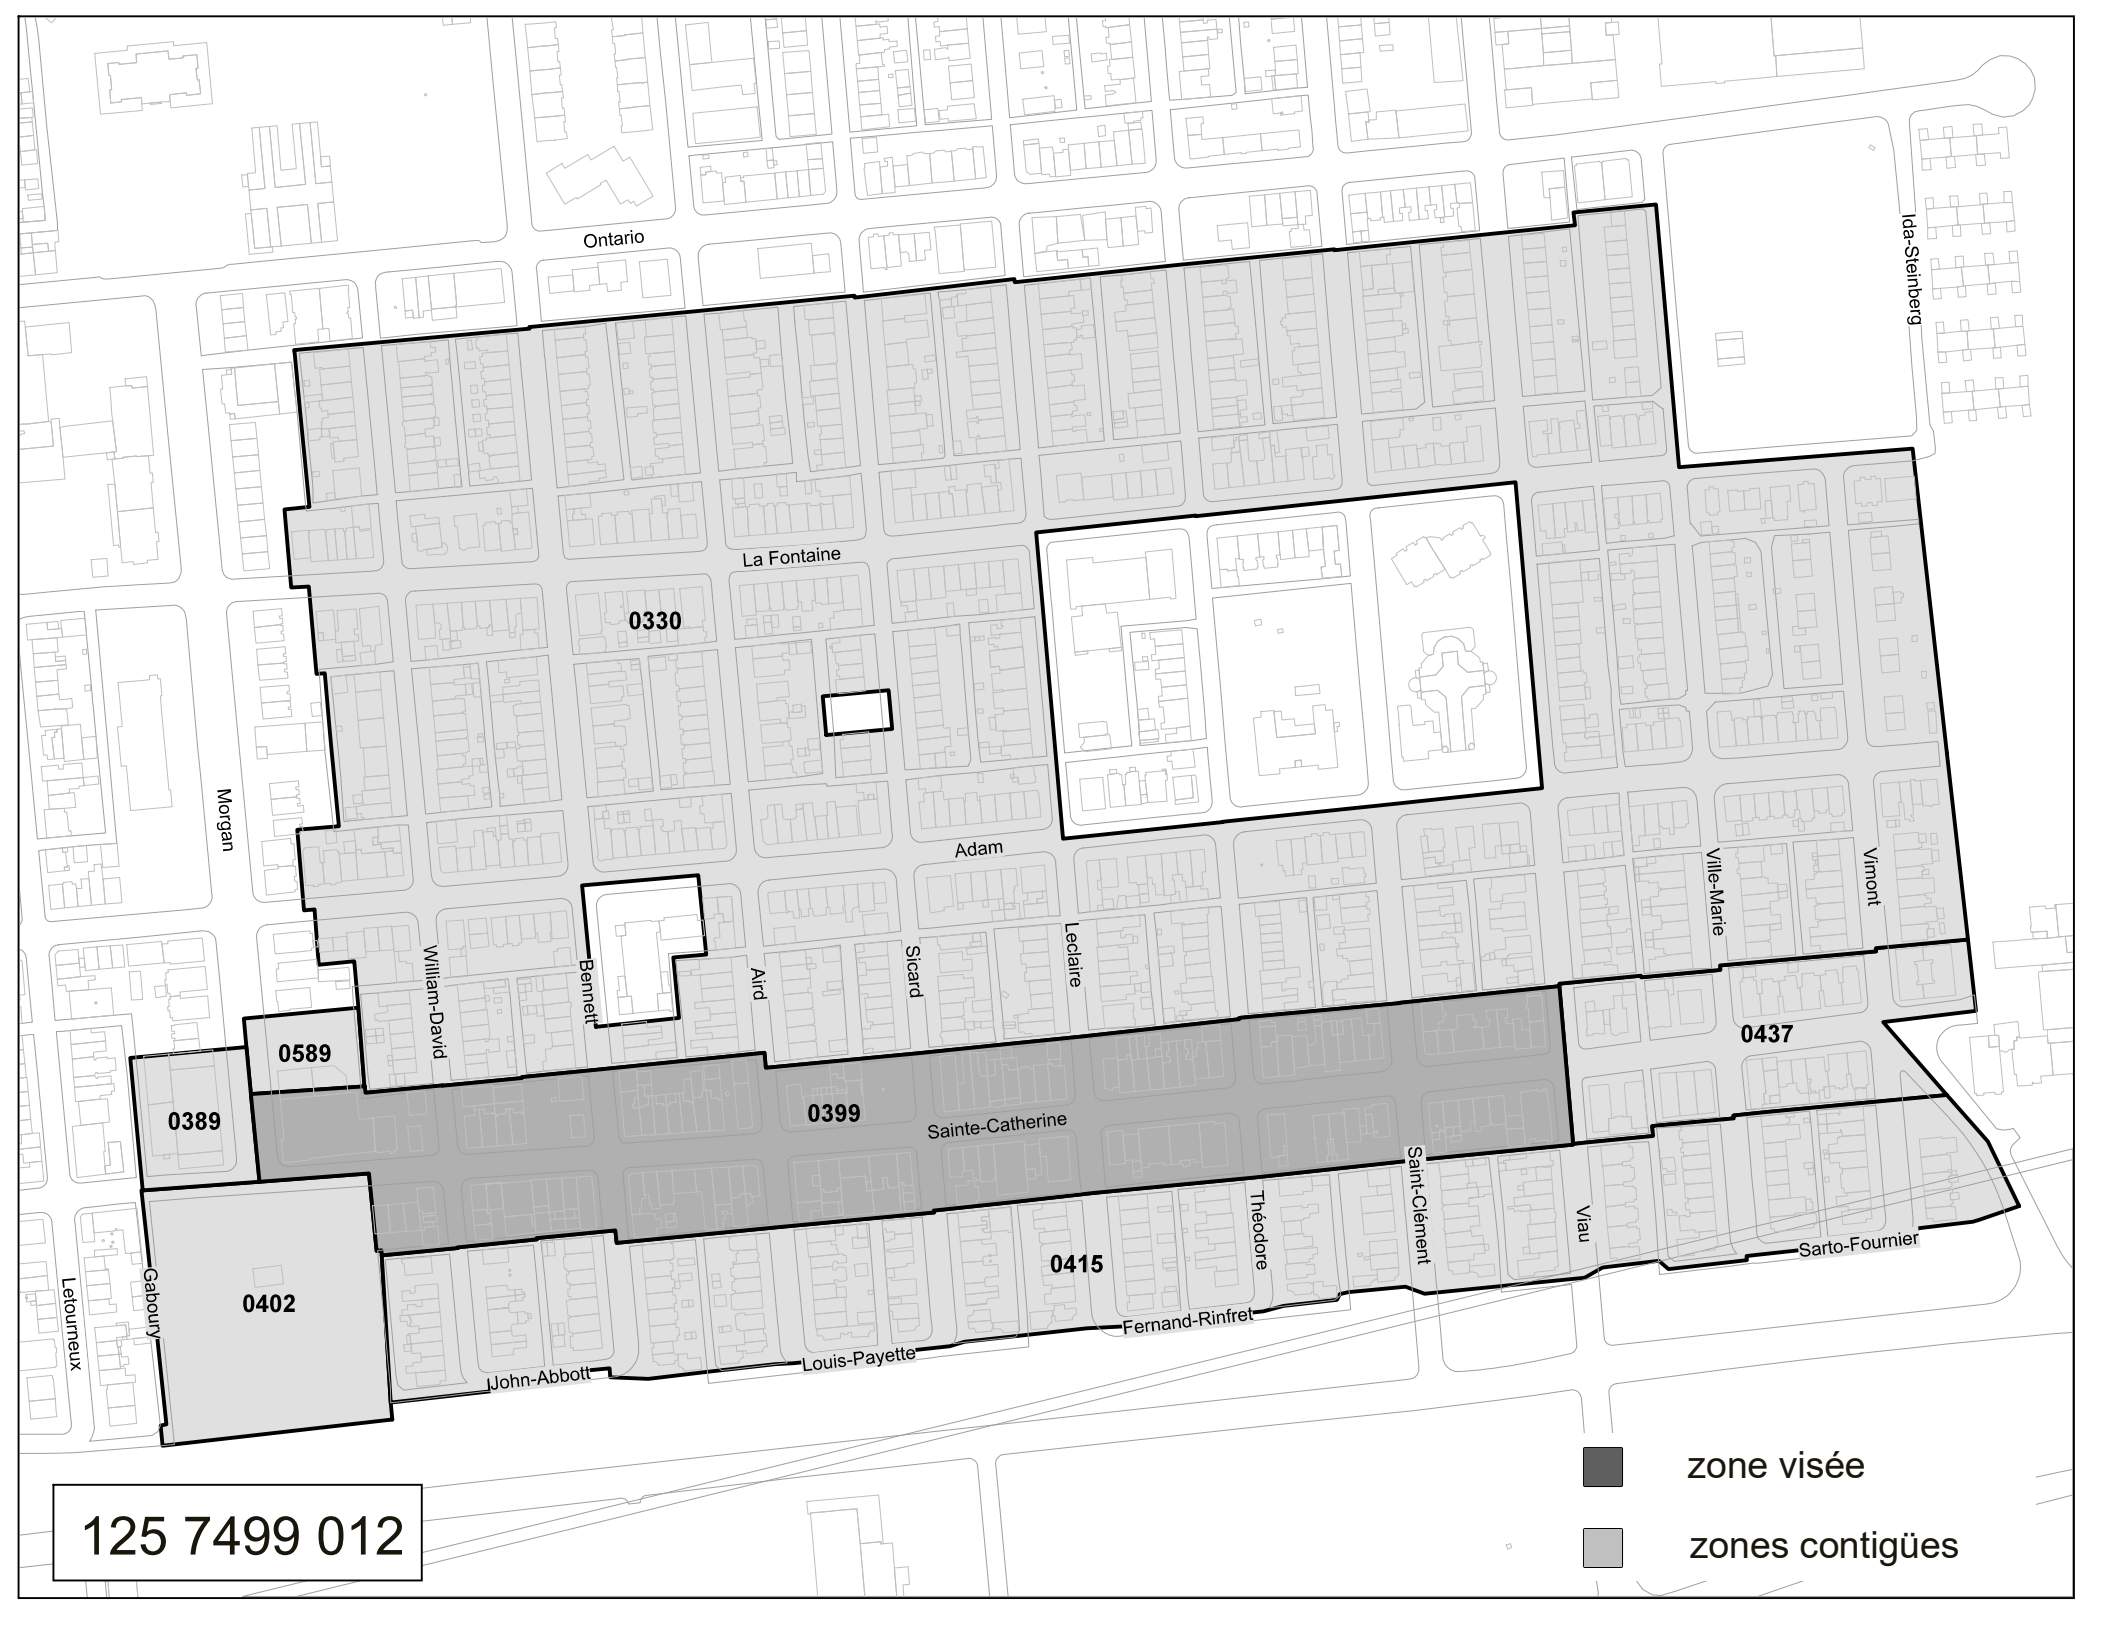 Ontario
Ida-Steinberg
La Fontaine
0330
Morgan
Adam
Ville-Marie
Vimont
William-David
Bennett
Aird
Sicard
Leclaire
0589
0437
0389
0399
Sainte-Catherine
Saint-Clément
Théodore
Viau
Sarto-Fournier
0415
Letourneux
Gaboury
0402
Fernand-Rinfret
Louis-Payette
John-Abbott
zone visée
125 7499 012
zones contigües